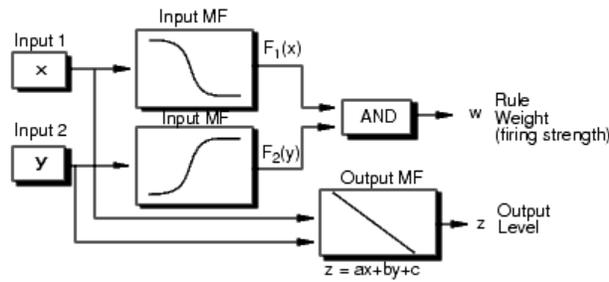 Input MF
Input 1
x
F1(x)
Input MF
Input 2
y
F2(y)
AND
w
Rule
Weight
(firing strength)
Output MF
z
Output
Level
z = ax+by+c